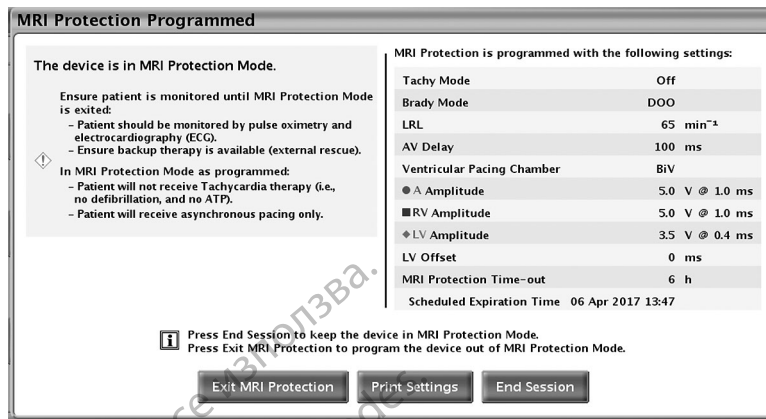 MRI Protection Programmed
The device is in MRI Protection Mode.
Ensure patient is monitored until MRI Protection Mode
is exited:
– Patient should be monitored by pulse oximetry and
electrocardiography (ECG).
– Ensure backup therapy is available (external rescue).
In MRI Protection Mode as programmed:
– Patient will not receive Tachycardia therapy (i.e.,
no defibrillation, and no ATP).
– Patient will receive asynchronous pacing only.
MRI Protection is programmed with the following settings:
Tachy Mode Off
Brady Mode DOO
LRL 65 min⁻¹
AV Delay 100 ms
Ventricular Pacing Chamber BiV
A Amplitude 5.0 V @ 1.0 ms
RV Amplitude 5.0 V @ 1.0 ms
LV Amplitude 3.5 V @ 0.4 ms
LV Offset 0 ms
MRI Protection Time-out 6 h
Scheduled Expiration Time 06 Apr 2017 13:47
Press End Session to keep the device in MRI Protection Mode.
Press Exit MRI Protection to program the device out of MRI Protection Mode.
Exit MRI Protection Print Settings End Session